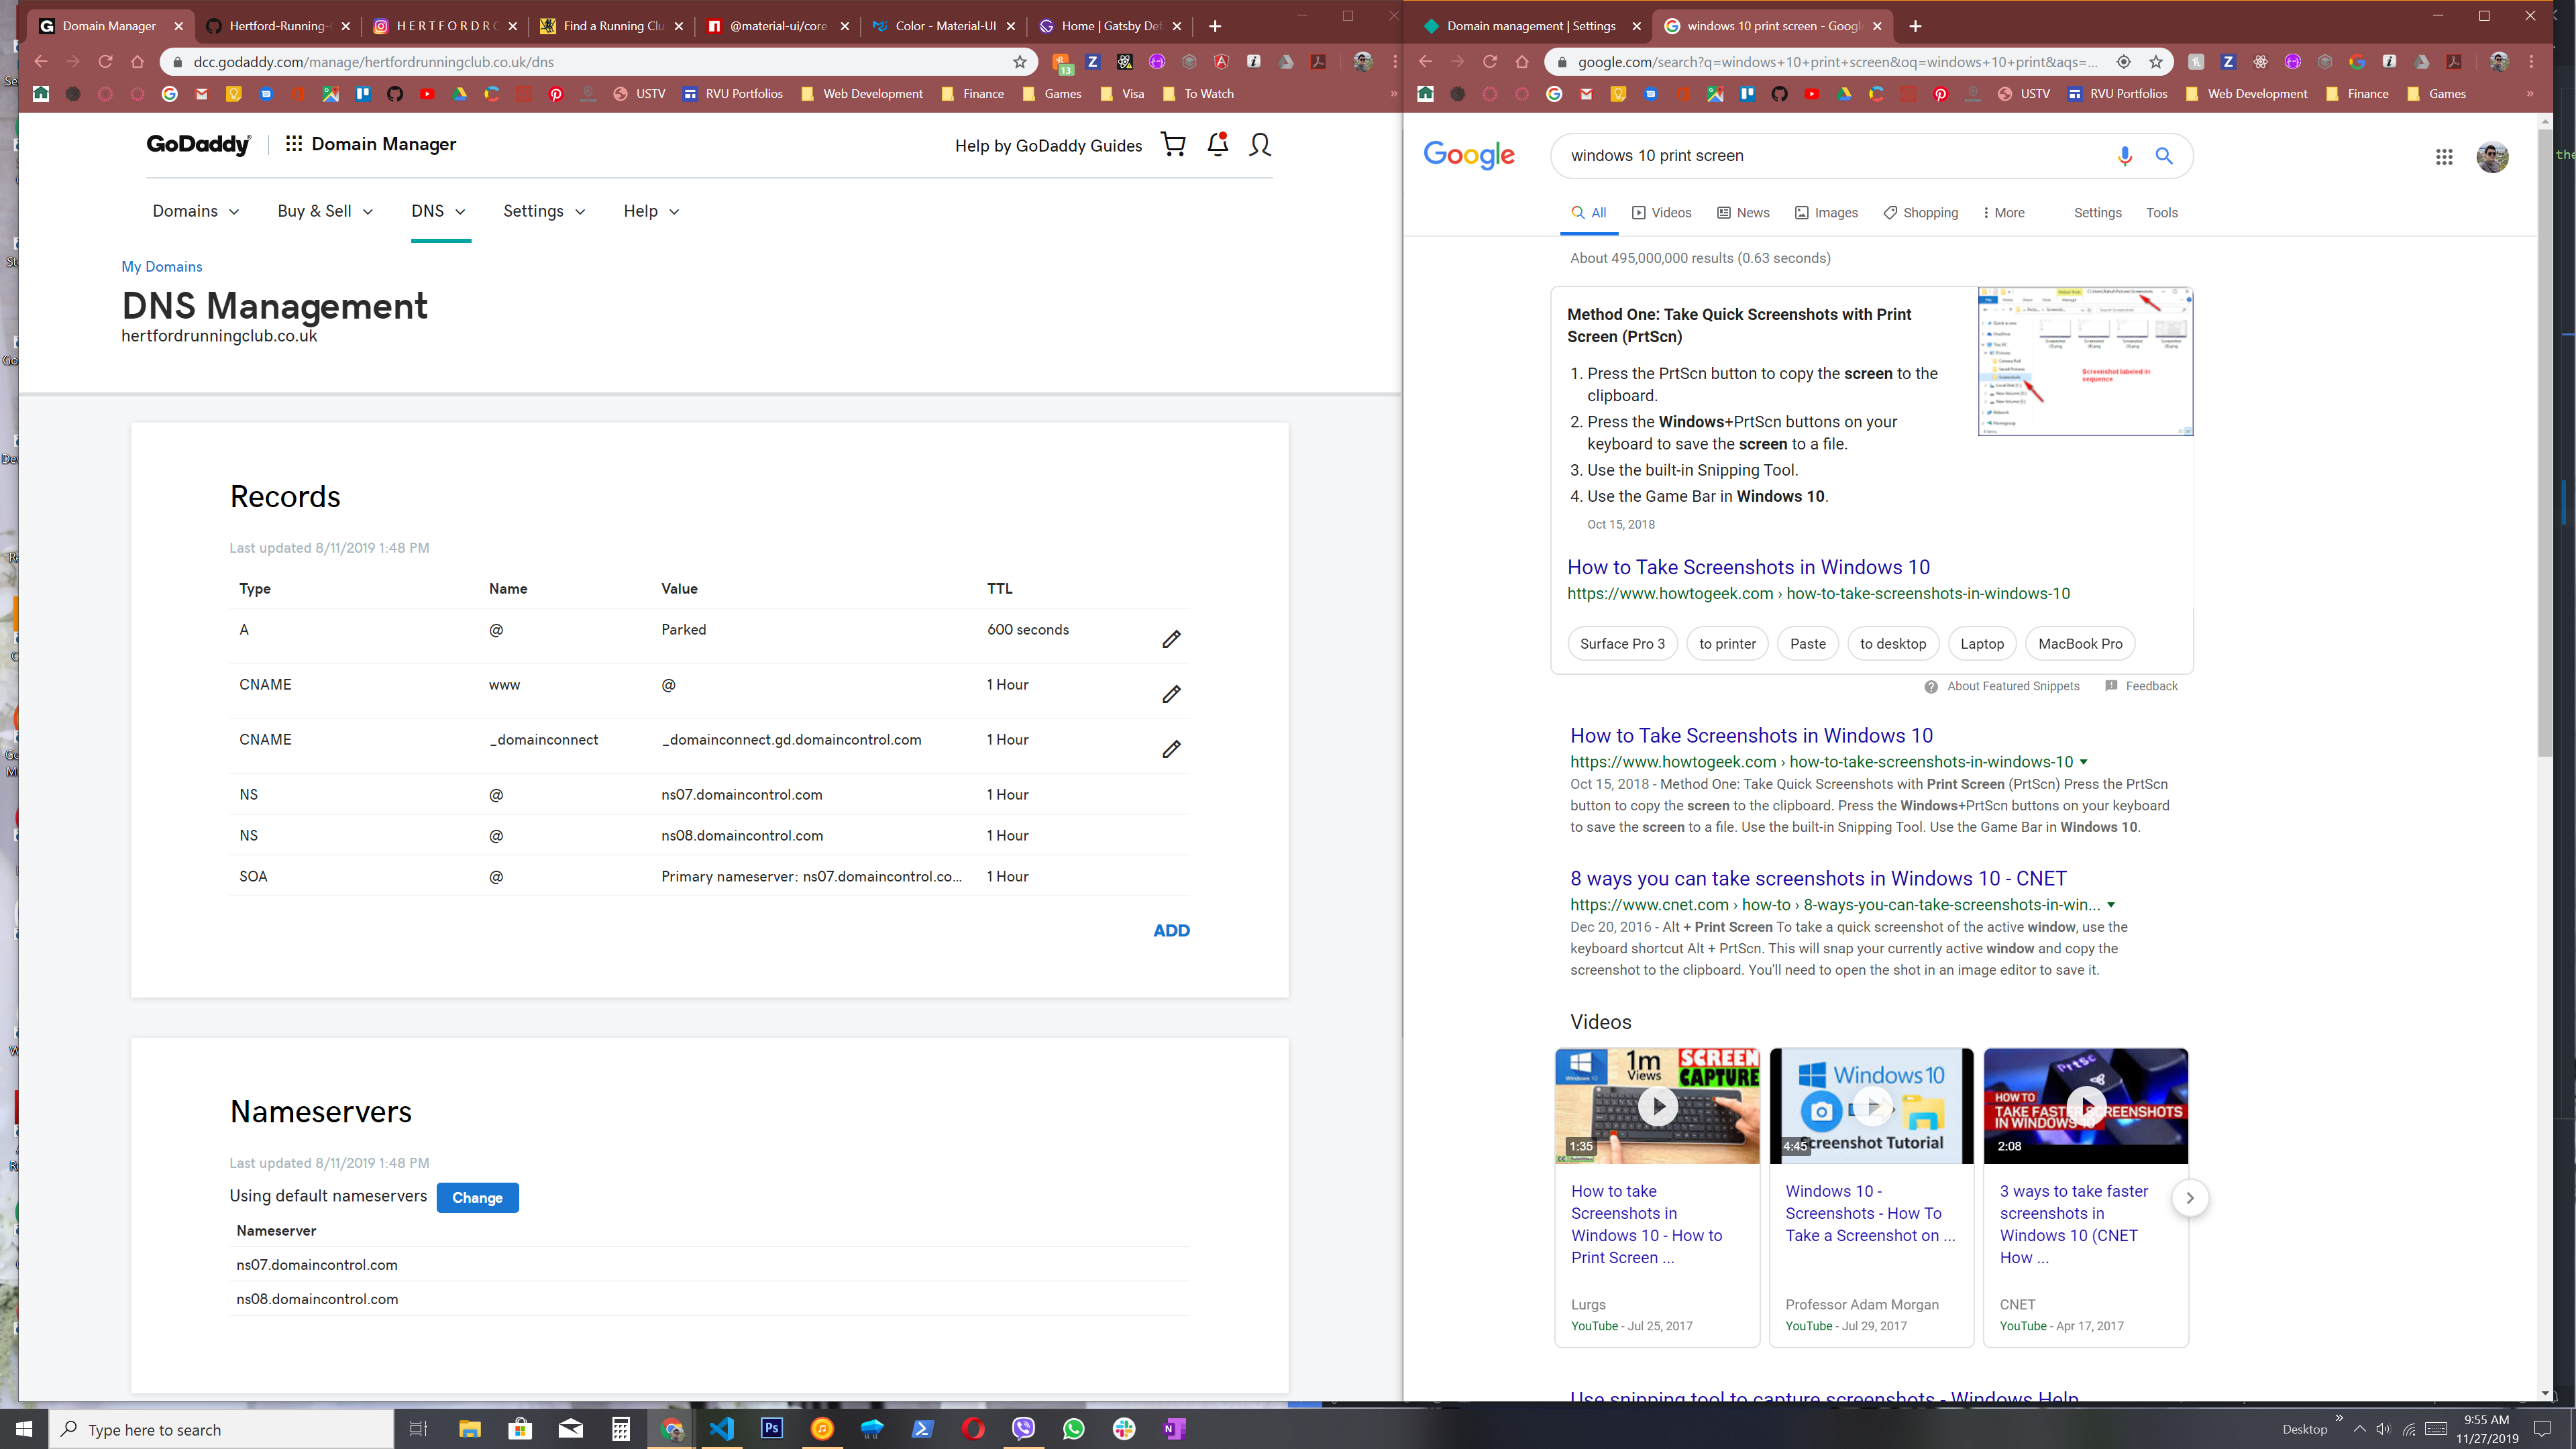 Domain Manager
Hertford-Running-
H E R T F O R D R C
Find a Running Clu
@material-ui/core
Color - Material-UI
Home | Gatsby Def
dcc.godaddy.com/manage/hertfordrunningclub.co.uk/dns
13
USTV
RVU Portfolios
Web Development
Finance
Games
Visa
To Watch
»
GoDaddy
Domain Manager
Help by GoDaddy Guides
Domains
Buy & Sell
DNS
Settings
Help
My Domains
DNS Management
hertfordrunningclub.co.uk
Records
Last updated 8/11/2019 1:48 PM
Type Name Value TTL
A @ Parked 600 seconds
CNAME www @ 1 Hour
CNAME _domainconnect _domainconnect.gd.domaincontrol.com 1 Hour
NS @ ns07.domaincontrol.com 1 Hour
NS @ ns08.domaincontrol.com 1 Hour
SOA @ Primary nameserver: ns07.domaincontrol.co... 1 Hour
ADD
Nameservers
Last updated 8/11/2019 1:48 PM
Using default nameservers Change
Nameserver
ns07.domaincontrol.com
ns08.domaincontrol.com
Domain management | Settings
windows 10 print screen - Googl
google.com/search?q=windows+10+print+screen&oq=windows+10+print&aqs=...
USTV
RVU Portfolios
Web Development
Finance
Games
»
Google
windows 10 print screen
All
Videos
News
Images
Shopping
More
Settings
Tools
About 495,000,000 results (0.63 seconds)
Method One: Take Quick Screenshots with Print
Screen (PrtScn)
1. Press the PrtScn button to copy the screen to the
clipboard.
2. Press the Windows+PrtScn buttons on your
keyboard to save the screen to a file.
3. Use the built-in Snipping Tool.
4. Use the Game Bar in Windows 10.
Oct 15, 2018
Screenshot labeled in
sequence
How to Take Screenshots in Windows 10
https://www.howtogeek.com › how-to-take-screenshots-in-windows-10
Surface Pro 3
to printer
Paste
to desktop
Laptop
MacBook Pro
About Featured Snippets
Feedback
How to Take Screenshots in Windows 10
https://www.howtogeek.com › how-to-take-screenshots-in-windows-10
Oct 15, 2018 - Method One: Take Quick Screenshots with Print Screen (PrtScn) Press the PrtScn
button to copy the screen to the clipboard. Press the Windows+PrtScn buttons on your keyboard
to save the screen to a file. Use the built-in Snipping Tool. Use the Game Bar in Windows 10.
8 ways you can take screenshots in Windows 10 - CNET
https://www.cnet.com › how-to › 8-ways-you-can-take-screenshots-in-win...
Dec 20, 2016 - Alt + Print Screen To take a quick screenshot of the active window, use the
keyboard shortcut Alt + PrtScn. This will snap your currently active window and copy the
screenshot to the clipboard. You'll need to open the shot in an image editor to save it.
Videos
Windows 10
1m
Views
SCREEN
CAPTURE
1:35
How to take
Screenshots in
Windows 10 - How to
Print Screen ...
Lurgs
YouTube - Jul 25, 2017
Windows 10
Screenshot Tutorial
4:45
Windows 10 -
Screenshots - How To
Take a Screenshot on ...
Professor Adam Morgan
YouTube - Jul 29, 2017
PrtSc
HOW TO
TAKE FASTER SCREENSHOTS
IN WINDOWS 10
2:08
3 ways to take faster
screenshots in
Windows 10 (CNET
How ...
CNET
YouTube - Apr 17, 2017
Use snipping tool to capture screenshots - Windows Help
the
Type here to search
Ps
Desktop
»
9:55 AM
11/27/2019